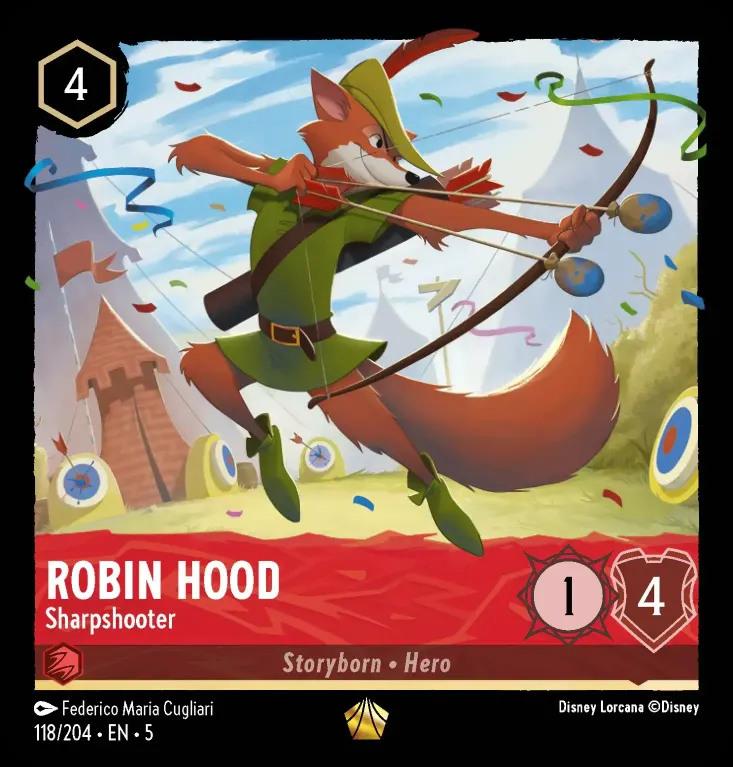 4
ROBIN HOOD
Sharpshooter
1
4
Storyborn • Hero
Federico Maria Cugliari
Disney Lorcana ©Disney
118/204 • EN • 5